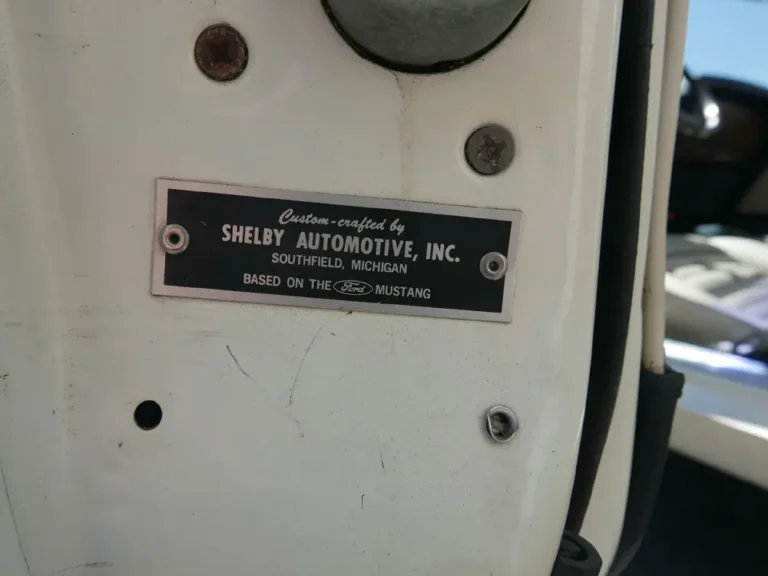 Custom-crafted by
SHELBY AUTOMOTIVE, INC.
SOUTHFIELD, MICHIGAN
BASED ON THE Ford MUSTANG